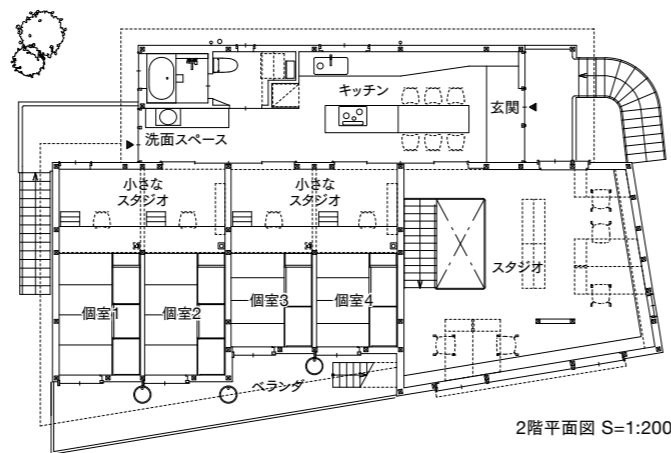 キッチン
玄関
洗面スペース
小さな
スタジオ
小さな
スタジオ
スタジオ
個室1
個室2
個室3
個室4
ベランダ
2階平面図 S=1:200